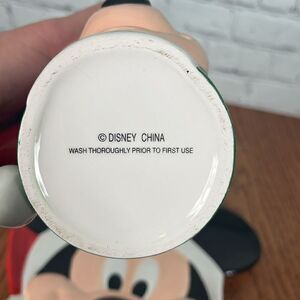 © DISNEY CHINA
WASH THOROUGHLY PRIOR TO FIRST USE